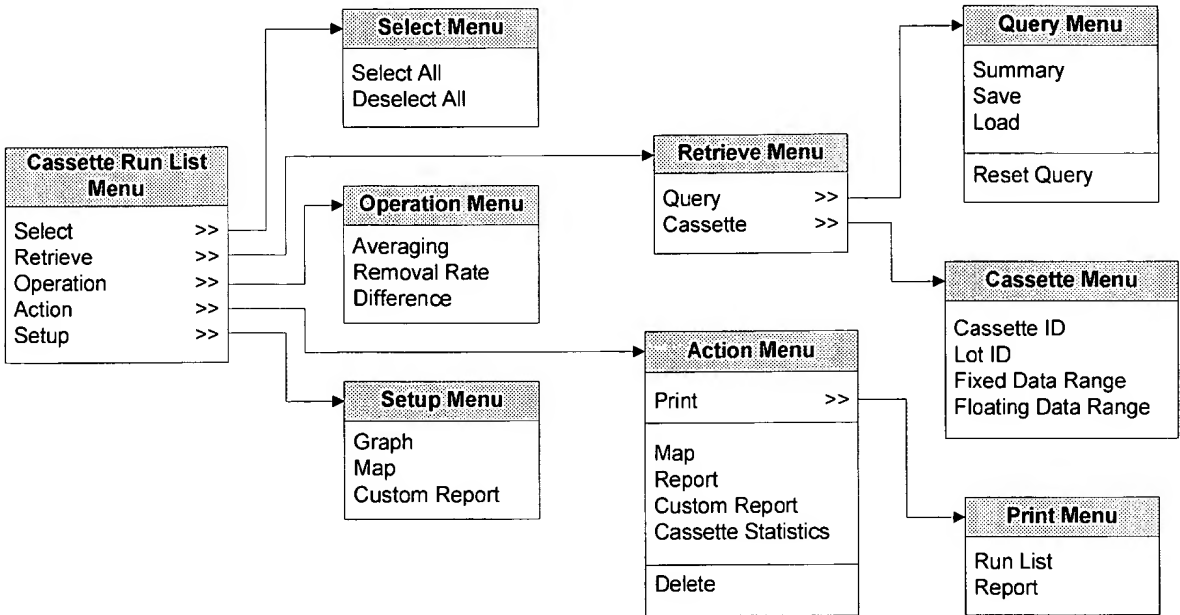 Cassette Run List
Menu
Select >>
Retrieve >>
Operation >>
Action >>
Setup >>
Select Menu
Select All
Deselect All
Operation Menu
Averaging
Removal Rate
Difference
Setup Menu
Graph
Map
Custom Report
Retrieve Menu
Query >>
Cassette >>
Action Menu
Print >>
Map
Report
Custom Report
Cassette Statistics
Delete
Query Menu
Summary
Save
Load
Reset Query
Cassette Menu
Cassette ID
Lot ID
Fixed Data Range
Floating Data Range
Print Menu
Run List
Report